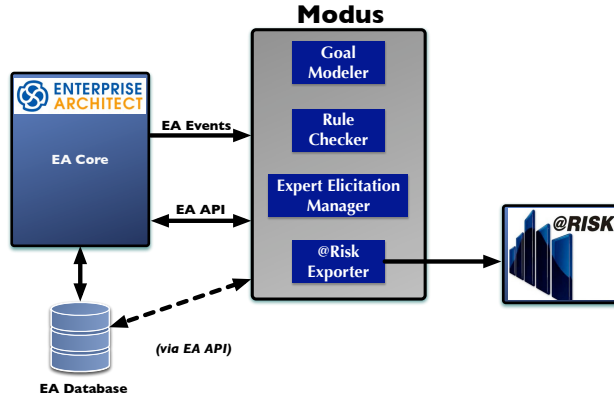 Modus
Goal
Modeler
ENTERPRISE
ARCHITECT
EA Core
EA Events
Rule
Checker
Expert Elicitation
Manager
EA API
@Risk
Exporter
@RISK
(via EA API)
EA Database